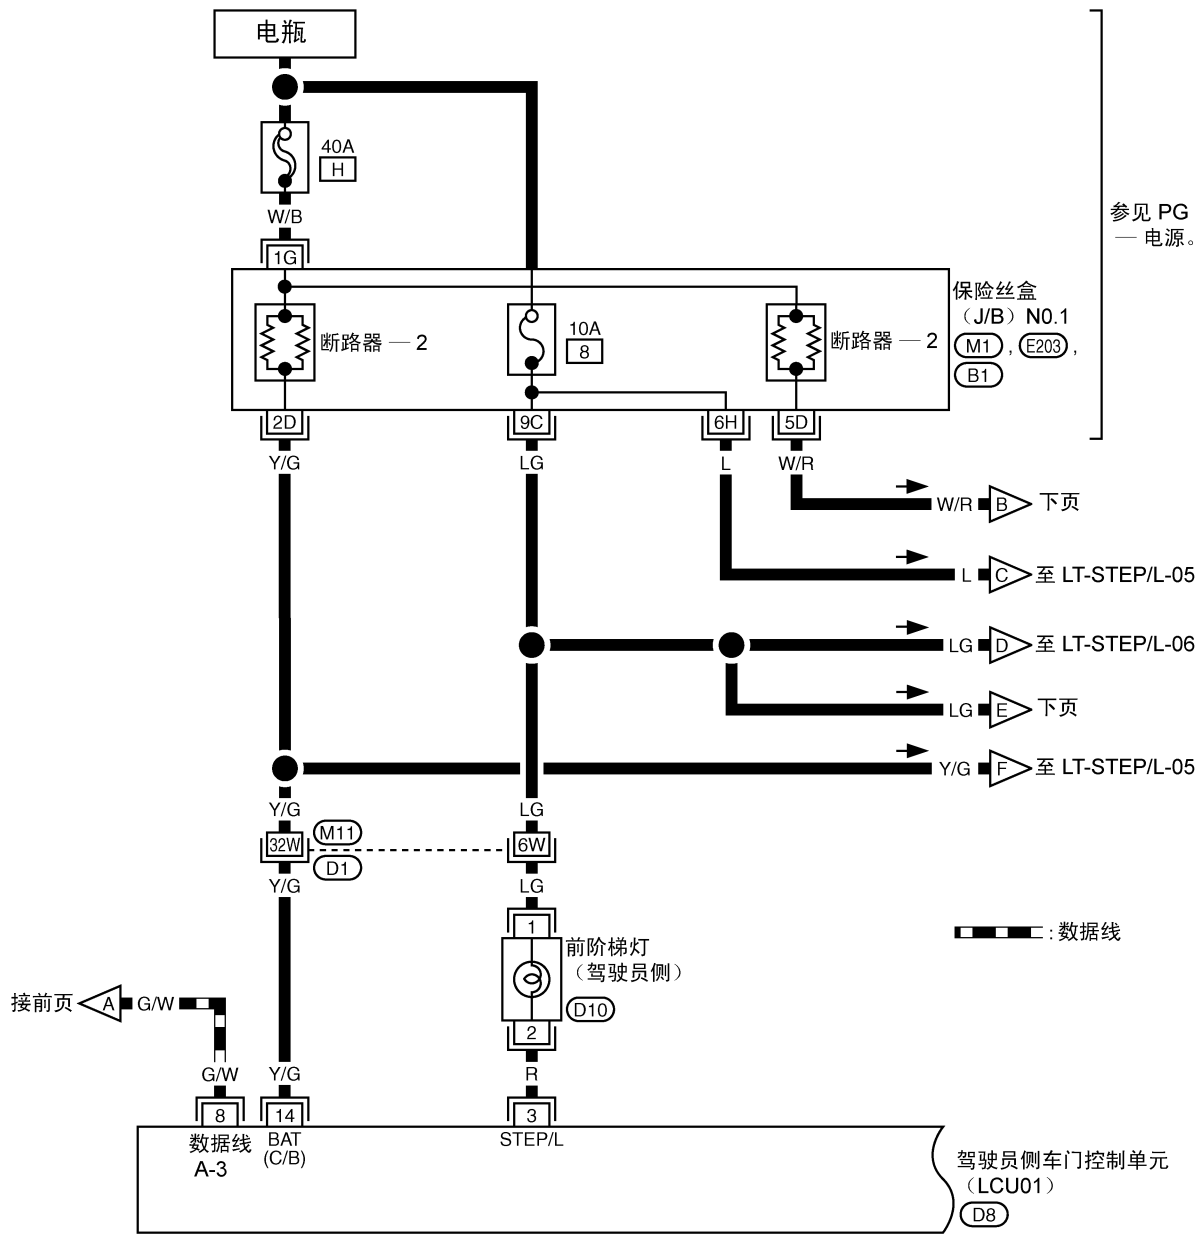 电瓶
40A
H
W/B
1G
参见 PG
— 电源。
断路器 — 2
10A
8
断路器 — 2
保险丝盒
（J/B）N0.1
M1 , E203 ,
B1
2D
9C
6H
5D
Y/G
LG
L
W/R
W/R
B
下页
L
C
至 LT-STEP/L-05
LG
D
至 LT-STEP/L-06
LG
E
下页
Y/G
F
至 LT-STEP/L-05
Y/G
LG
32W
M11
D1
6W
Y/G
LG
1
前阶梯灯
（驾驶员侧）
D10
2
: 数据线
接前页
A
G/W
G/W
Y/G
R
8
14
3
数据线
A-3
BAT
(C/B)
STEP/L
驾驶员侧车门控制单元
（LCU01）
D8